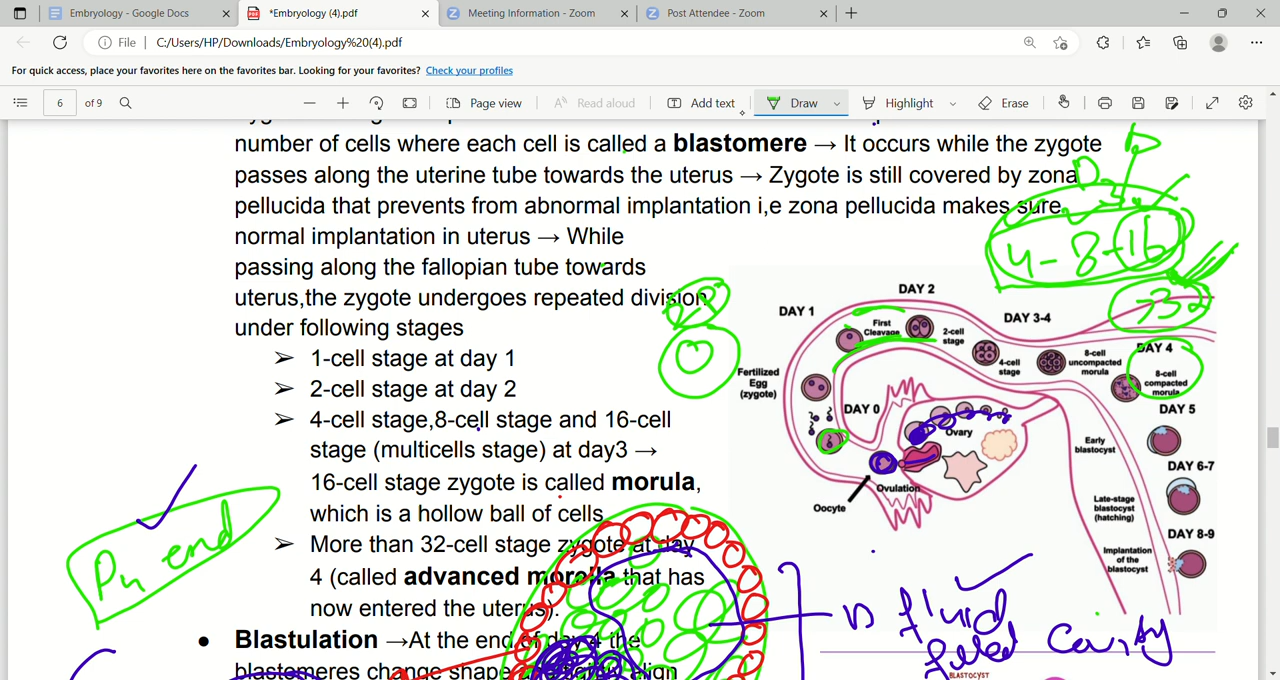 Embryology - Google Docs
*Embryology (4).pdf
Meeting Information - Zoom
Post Attendee - Zoom
File
C:/Users/HP/Downloads/Embryology%20(4).pdf
For quick access, place your favorites here on the favorites bar. Looking for your favorites? Check your profiles
6 of 9
Page view
Read aloud
Add text
Draw
Highlight
Erase
number of cells where each cell is called a blastomere → It occurs while the zygote
passes along the uterine tube towards the uterus → Zygote is still covered by zona
pellucida that prevents from abnormal implantation i,e zona pellucida makes sure
normal implantation in uterus → While
passing along the fallopian tube towards
uterus,the zygote undergoes repeated division
under following stages
➢ 1-cell stage at day 1
➢ 2-cell stage at day 2
➢ 4-cell stage,8-cell stage and 16-cell
stage (multicells stage) at day3 →
16-cell stage zygote is called morula,
which is a hollow ball of cells
➢ More than 32-cell stage zygote at day
4 (called advanced morella that has
now entered the uterus).
● Blastulation →At the end of day 4 the
blastomeres change shape and align
4-8-16
>32
DAY 2
DAY 1
DAY 3-4
First
Cleavage
2-cell
stage
4-cell
stage
8-cell
uncompacted
morula
DAY 4
8-cell
compacted
morula
Fertilized
Egg
(zygote)
DAY 0
DAY 5
Ovary
Early
blastocyst
DAY 6-7
Ovulation
Oocyte
Late-stage
blastocyst
(hatching)
DAY 8-9
Implantation
of the
blastocyst
end
fluid
filled cavity
BLASTOCYST